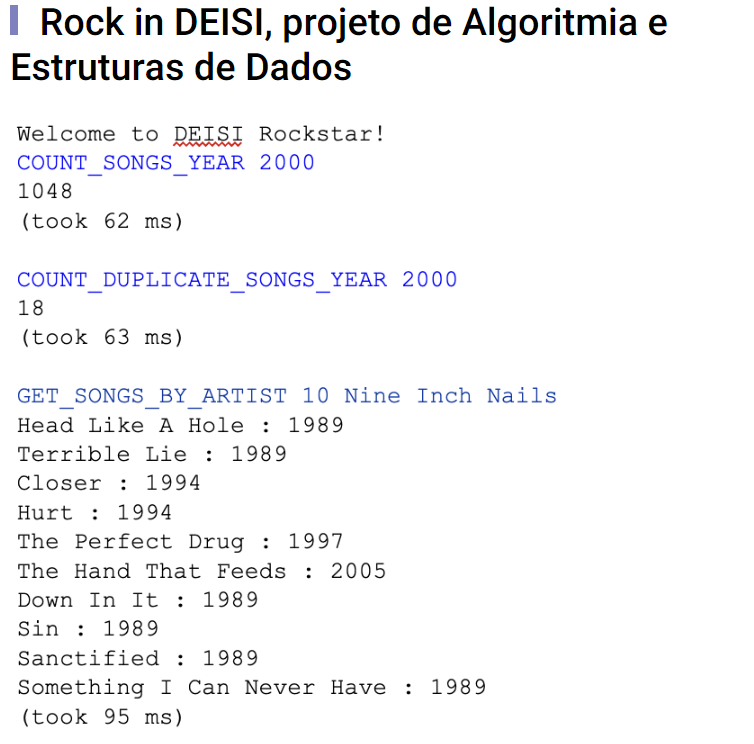 Rock in DEISI, projeto de Algoritmia e
Estruturas de Dados
Welcome to DEISI Rockstar!
COUNT_SONGS_YEAR 2000
1048
(took 62 ms)
COUNT_DUPLICATE_SONGS_YEAR 2000
18
(took 63 ms)
GET_SONGS_BY_ARTIST 10 Nine Inch Nails
Head Like A Hole : 1989
Terrible Lie : 1989
Closer : 1994
Hurt : 1994
The Perfect Drug : 1997
The Hand That Feeds : 2005
Down In It : 1989
Sin : 1989
Sanctified : 1989
Something I Can Never Have : 1989
(took 95 ms)